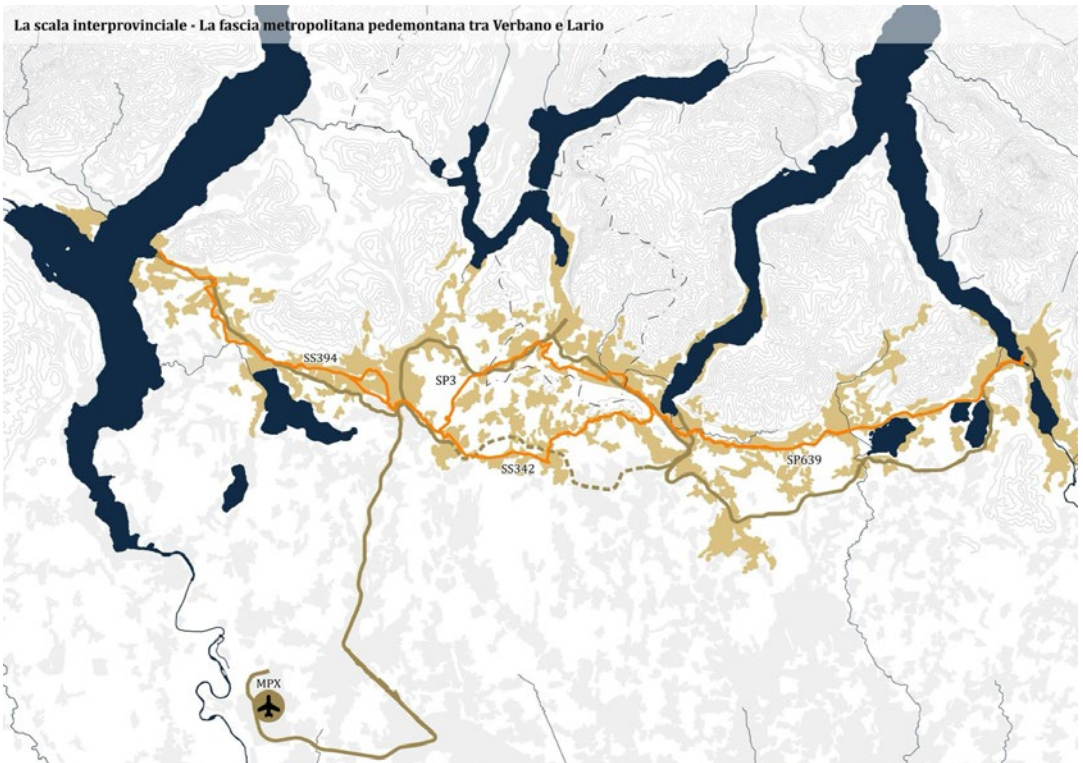 La scala interprovinciale - La fascia metropolitana pedemontana tra Verbano e Lario
SS394
SP3
SS342
SP639
MPX